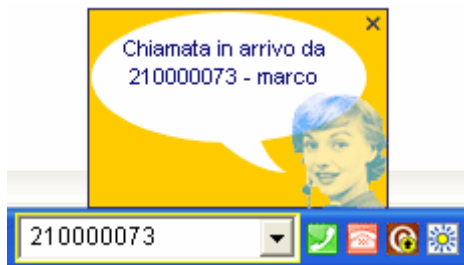 Chiamata in arrivo da
210000073 - marco
210000073